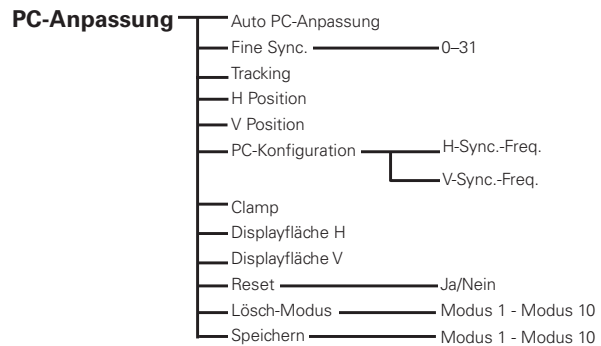 PC-Anpassung
Auto PC-Anpassung
Fine Sync. 0–31
Tracking
H Position
V Position
PC-Konfiguration H-Sync.-Freq.
V-Sync.-Freq.
Clamp
Displayfläche H
Displayfläche V
Reset Ja/Nein
Lösch-Modus Modus 1 - Modus 10
Speichern Modus 1 - Modus 10